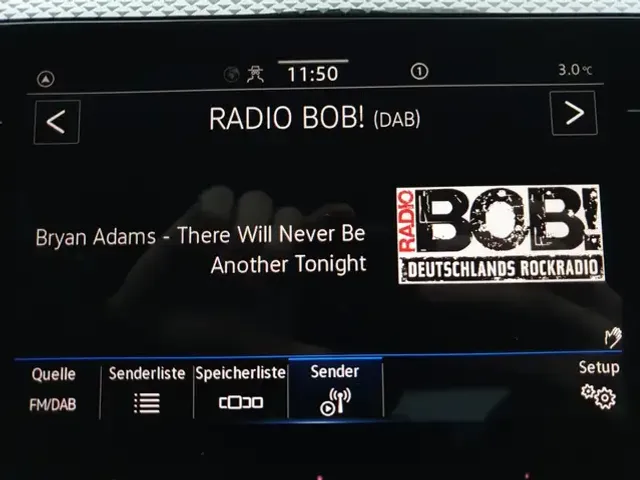 11:50
1
3.0°C
<
RADIO BOB! (DAB)
>
Bryan Adams - There Will Never Be
Another Tonight
RADIO
BOB!
DEUTSCHLANDS ROCKRADIO
Quelle
FM/DAB
Senderliste
Speicherliste
Sender
Setup